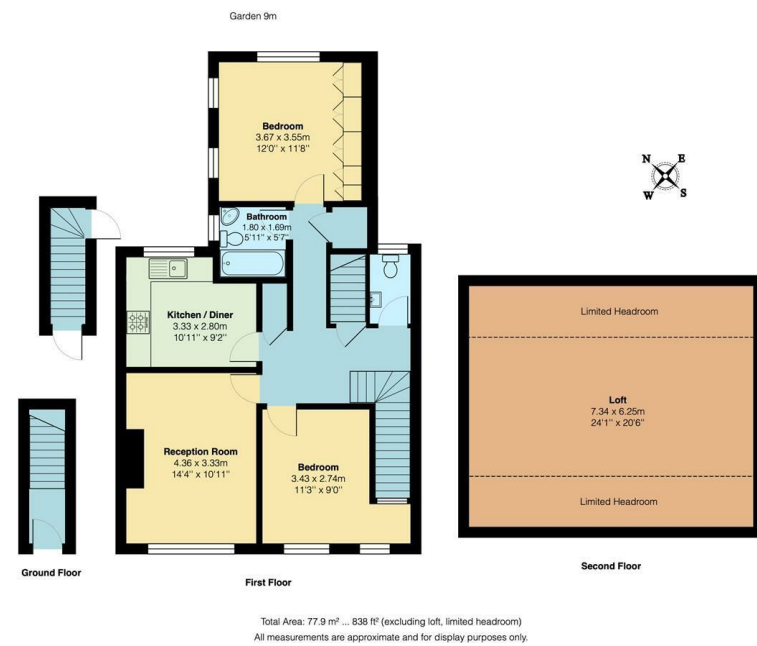 Garden 9m
Bedroom
3.67 x 3.55m
12'0'' x 11'8''
N E
W S
Bathroom
1.80 x 1.69m
5'11" x 5'7"
Kitchen / Diner
3.33 x 2.80m
10'11'' x 9'2''
Limited Headroom
Loft
7.34 x 6.25m
24'1'' x 20'6''
Limited Headroom
Reception Room
4.36 x 3.33m
14'4'' x 10'11''
Bedroom
3.43 x 2.74m
11'3'' x 9'0''
Ground Floor
First Floor
Second Floor
Total Area: 77.9 m² ... 838 ft² (excluding loft, limited headroom)
All measurements are approximate and for display purposes only.